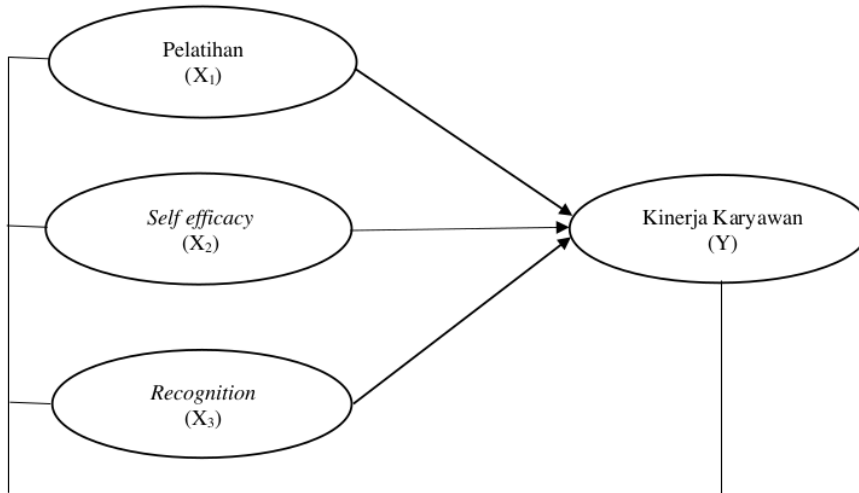 Pelatihan
(X₁)
Self efficacy
(X₂)
Kinerja Karyawan
(Y)
Recognition
(X₃)